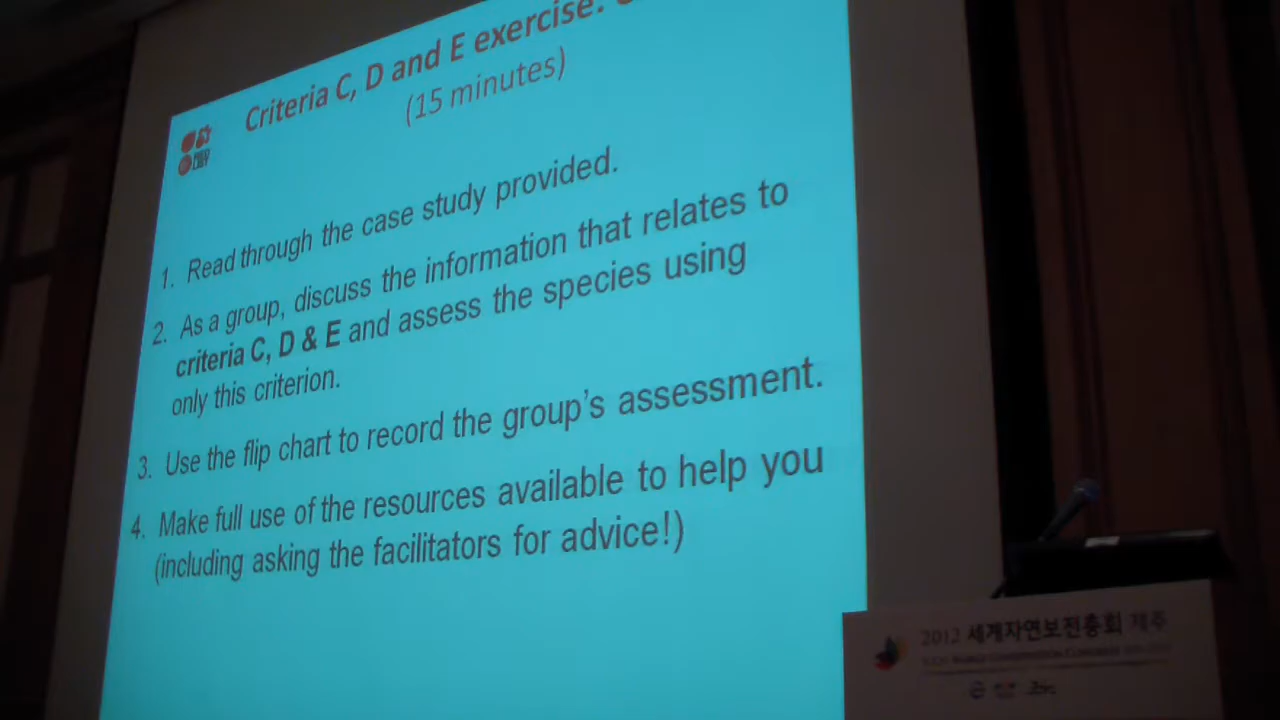 Criteria C, D and E exercise:
(15 minutes)
RED
LIST
1. Read through the case study provided.
2. As a group, discuss the information that relates to
criteria C, D & E and assess the species using
only this criterion.
3. Use the flip chart to record the group's assessment.
4. Make full use of the resources available to help you
(including asking the facilitators for advice!)
2012 세계자연보전총회 제주